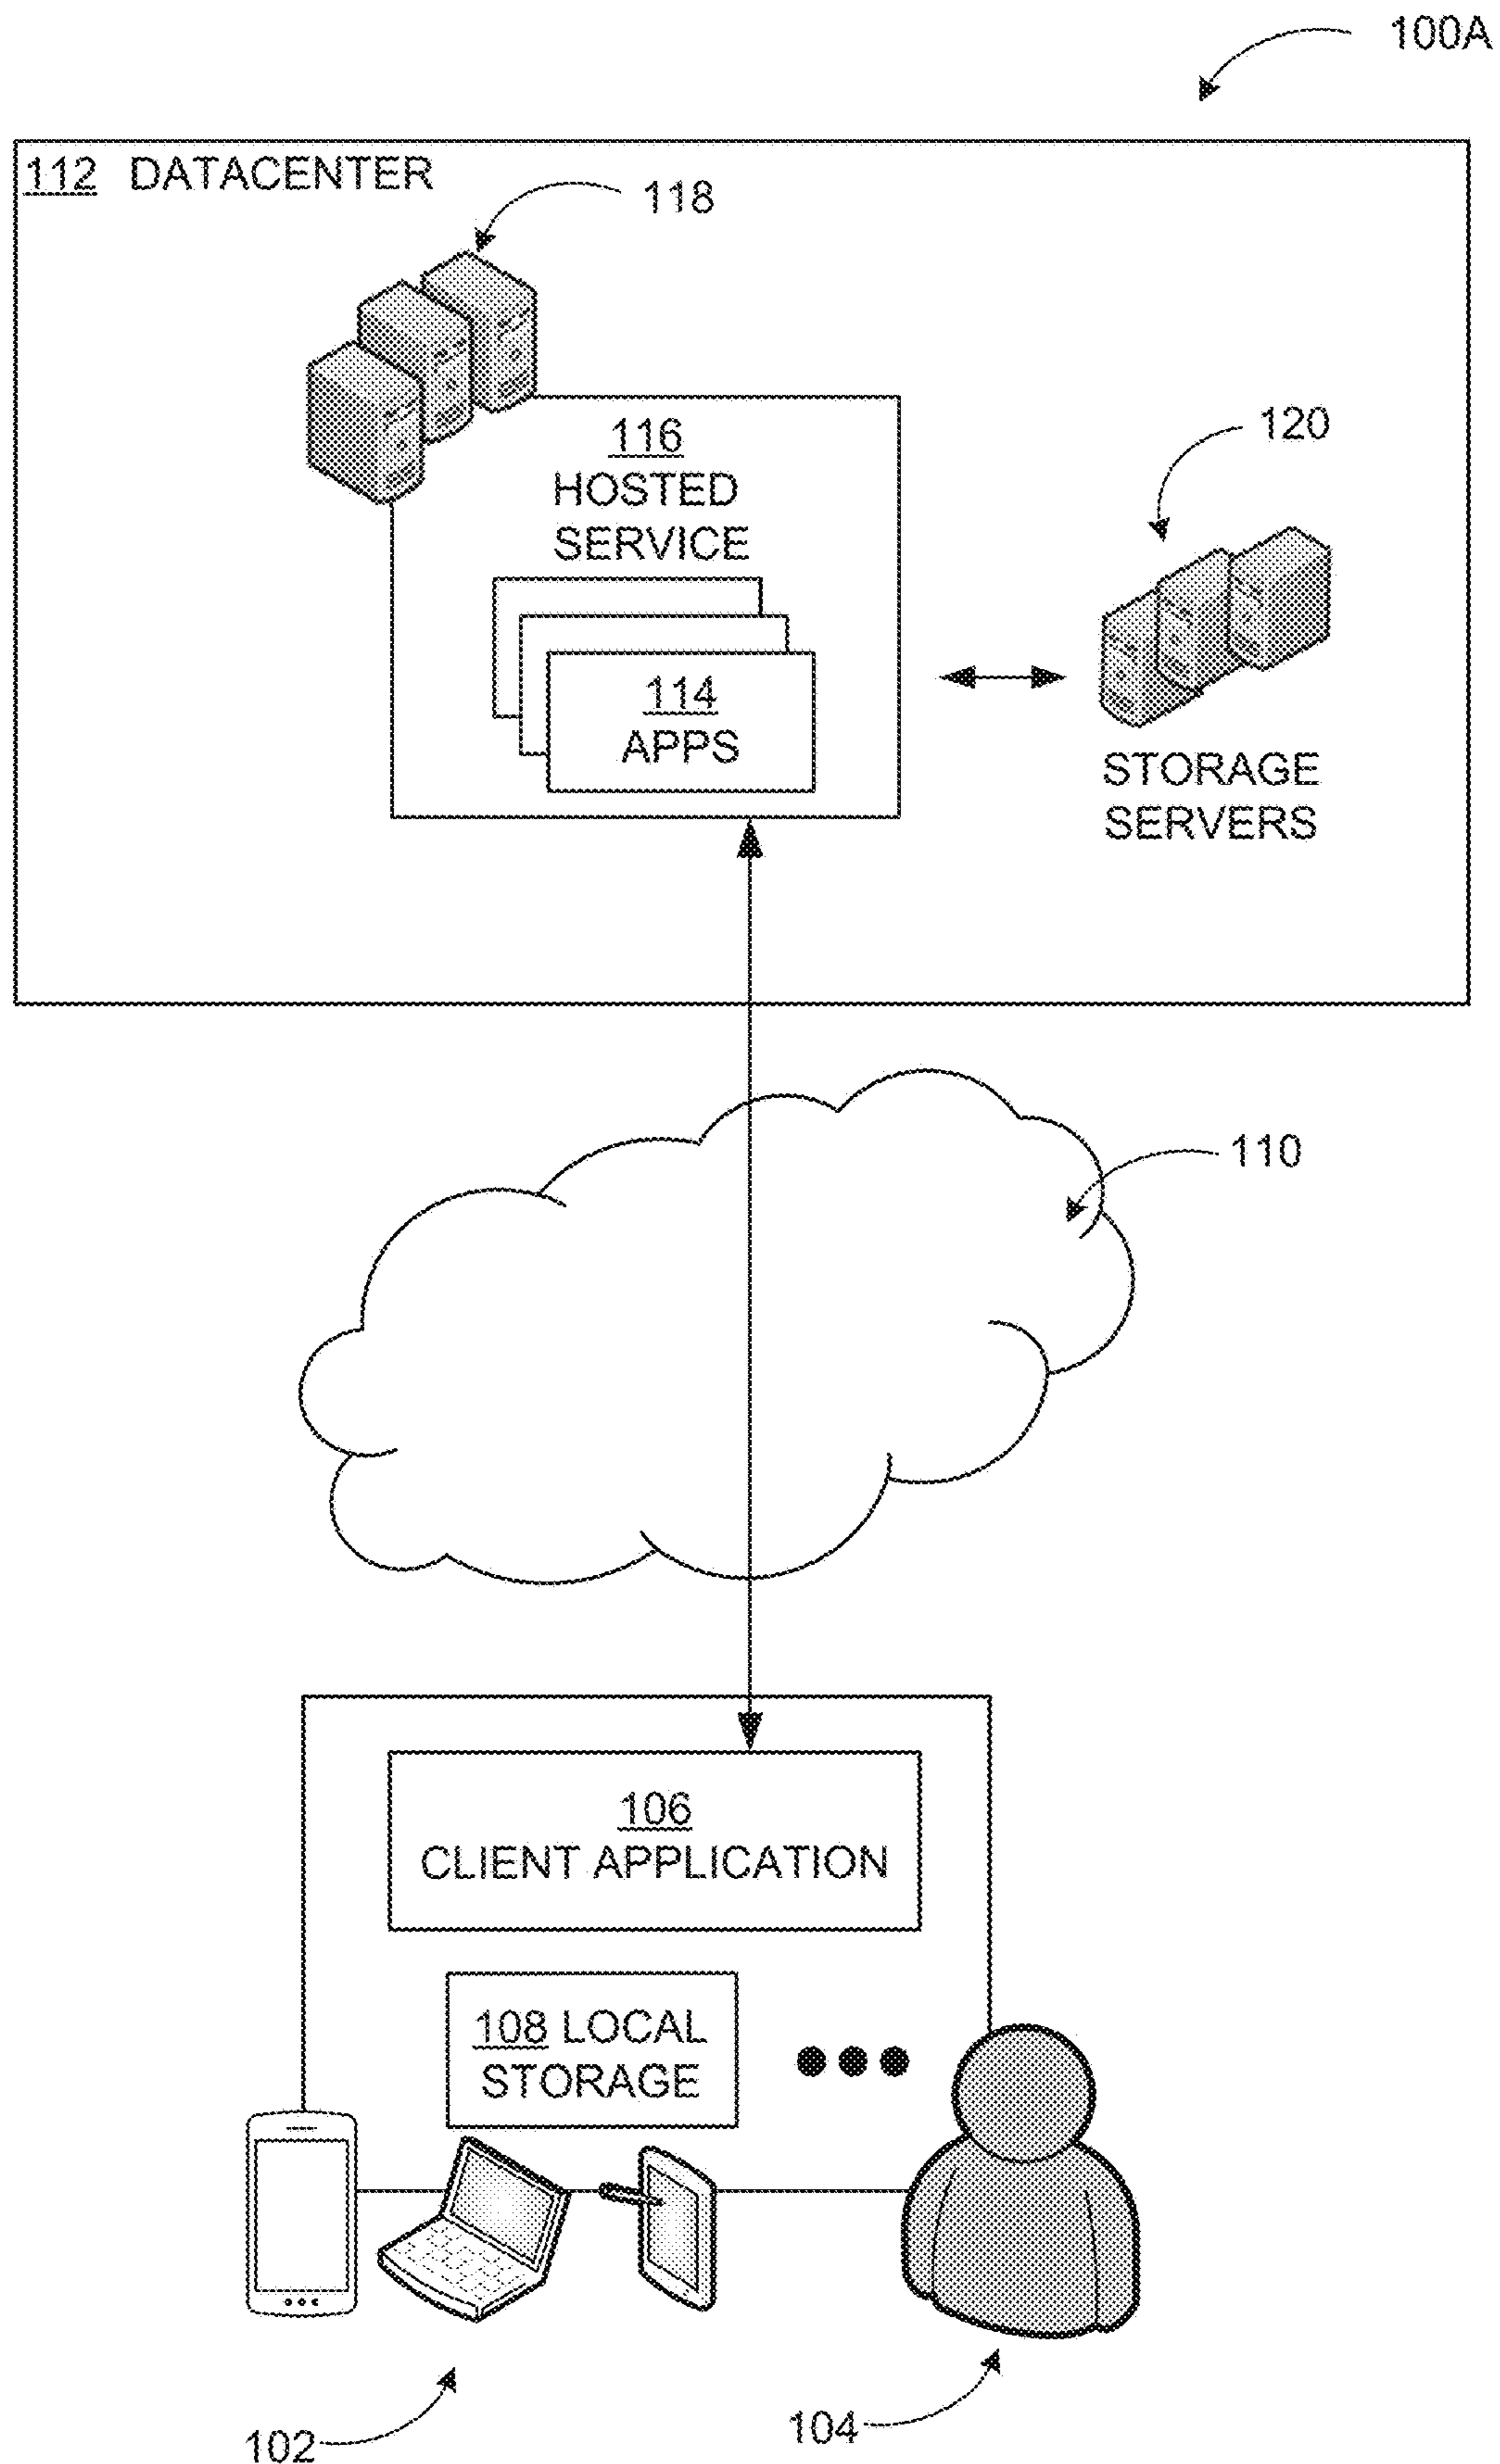 100A
112 DATACENTER
118
116
HOSTED
SERVICE
120
114
APPS
STORAGE
SERVERS
110
106
CLIENT APPLICATION
108 LOCAL
STORAGE
102
104